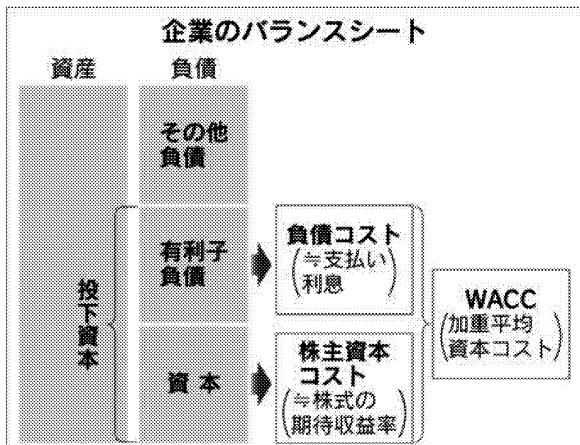 企業のバランスシート
資産
負債
その他
負債
投下資本
有利子
負債
負債コスト
(≒支払い
利息)
資本
株主資本
コスト
(≒株式の
期待収益率)
WACC
(加重平均
資本コスト)